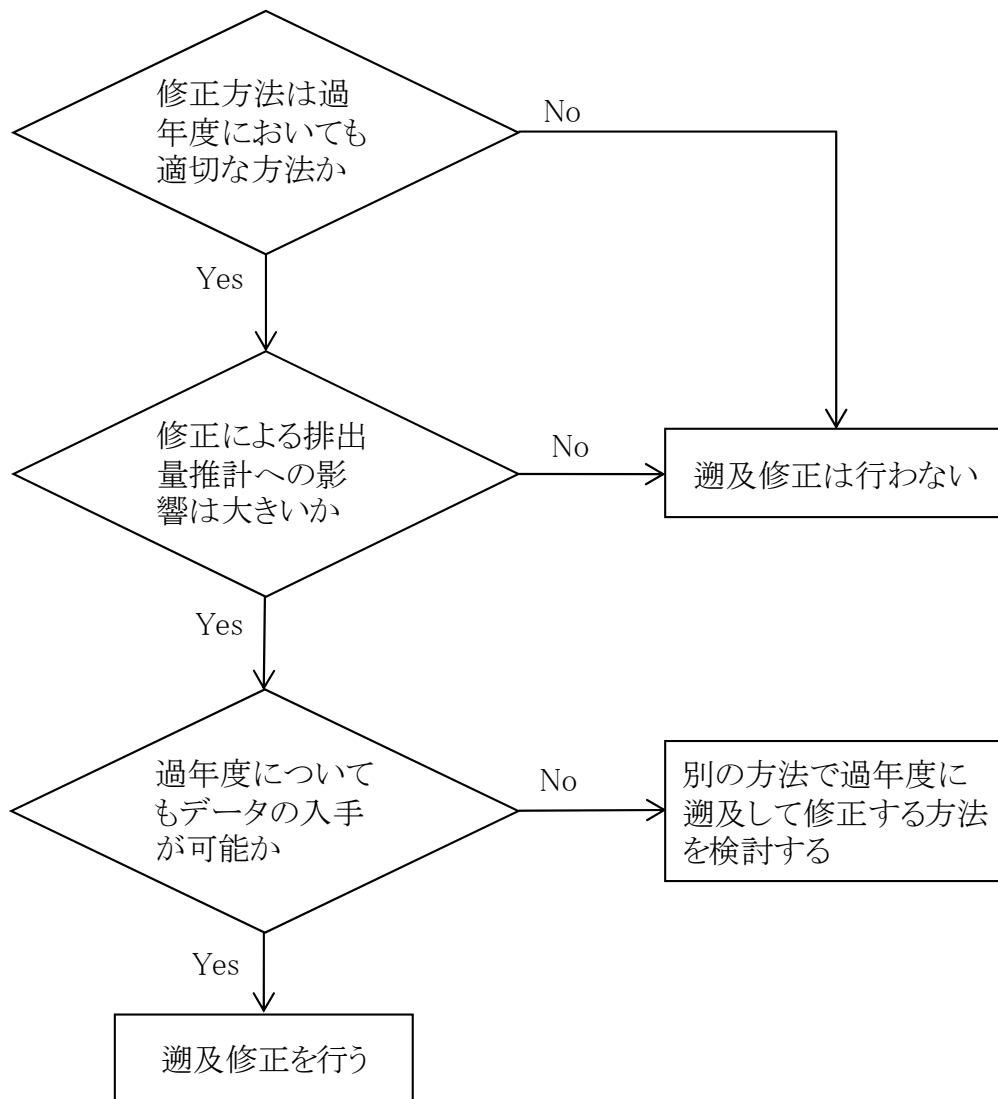 修正方法は過
年度においても
適切な方法か
No
Yes
修正による排出
量推計への影
響は大きいか
No
遡及修正は行わない
Yes
過年度について
もデータの入手
が可能か
No
別の方法で過年度に
遡及して修正する方法
を検討する
Yes
遡及修正を行う